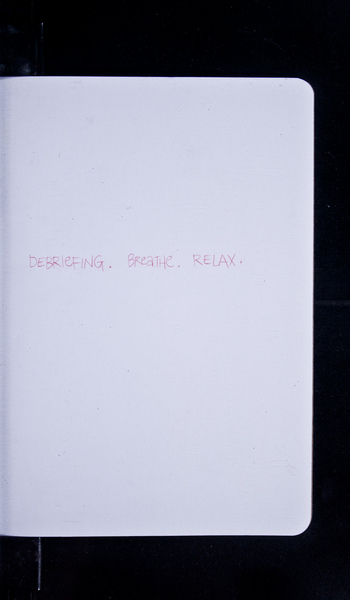 DEBRIEFING. BREATHE. RELAX.